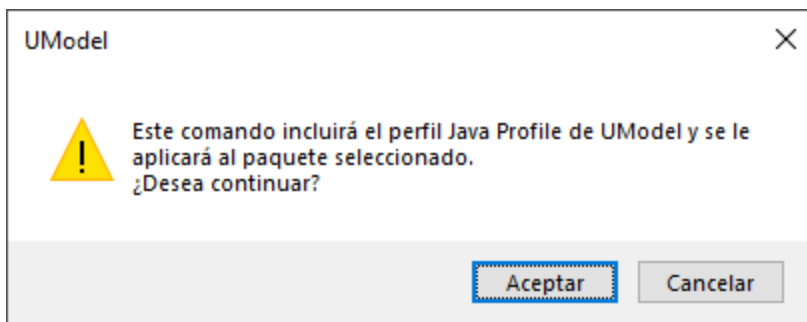 UModel
Este comando incluirá el perfil Java Profile de UModel y se le
aplicará al paquete seleccionado.
¿Desea continuar?
Aceptar
Cancelar